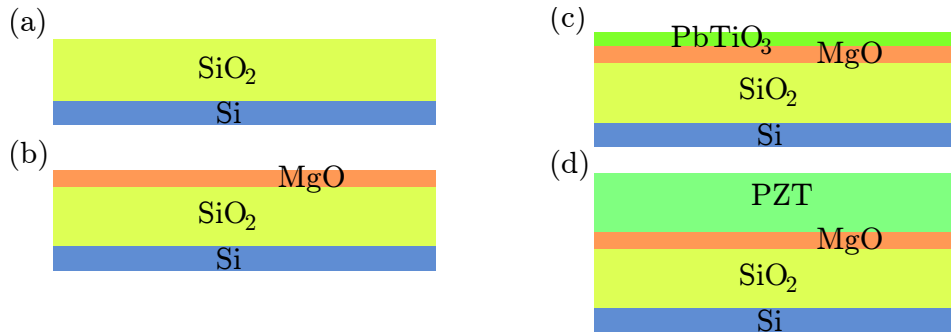 (a)
SiO₂
Si
(b)
MgO
SiO₂
Si
(c)
PbTiO₃
MgO
SiO₂
Si
(d)
PZT
MgO
SiO₂
Si